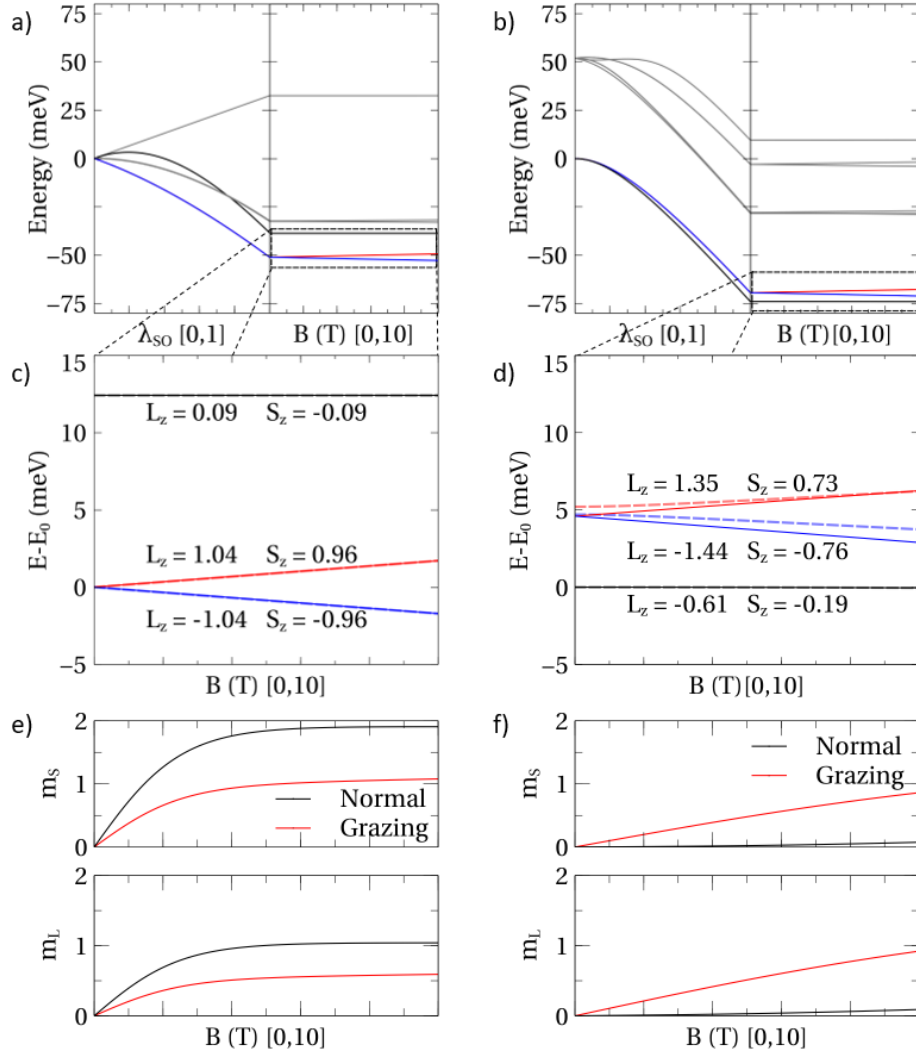 a)
75
50
25
0
−25
−50
−75
Energy (meV)
λSO [0,1]
B (T) [0,10]
b)
75
50
25
0
−25
−50
−75
Energy (meV)
λSO [0,1]
B (T) [0,10]
c)
15
10
5
0
−5
E-E0 (meV)
Lz = 0.09 Sz = -0.09
Lz = 1.04 Sz = 0.96
Lz = -1.04 Sz = -0.96
B (T) [0,10]
d)
15
10
5
0
−5
E-E0 (meV)
Lz = 1.35 Sz = 0.73
Lz = -1.44 Sz = -0.76
Lz = -0.61 Sz = -0.19
B (T)[0,10]
e)
2
1
0
mS
Normal
Grazing
2
1
0
mL
B (T) [0,10]
f)
2
1
0
mS
Normal
Grazing
2
1
0
mL
B (T) [0,10]